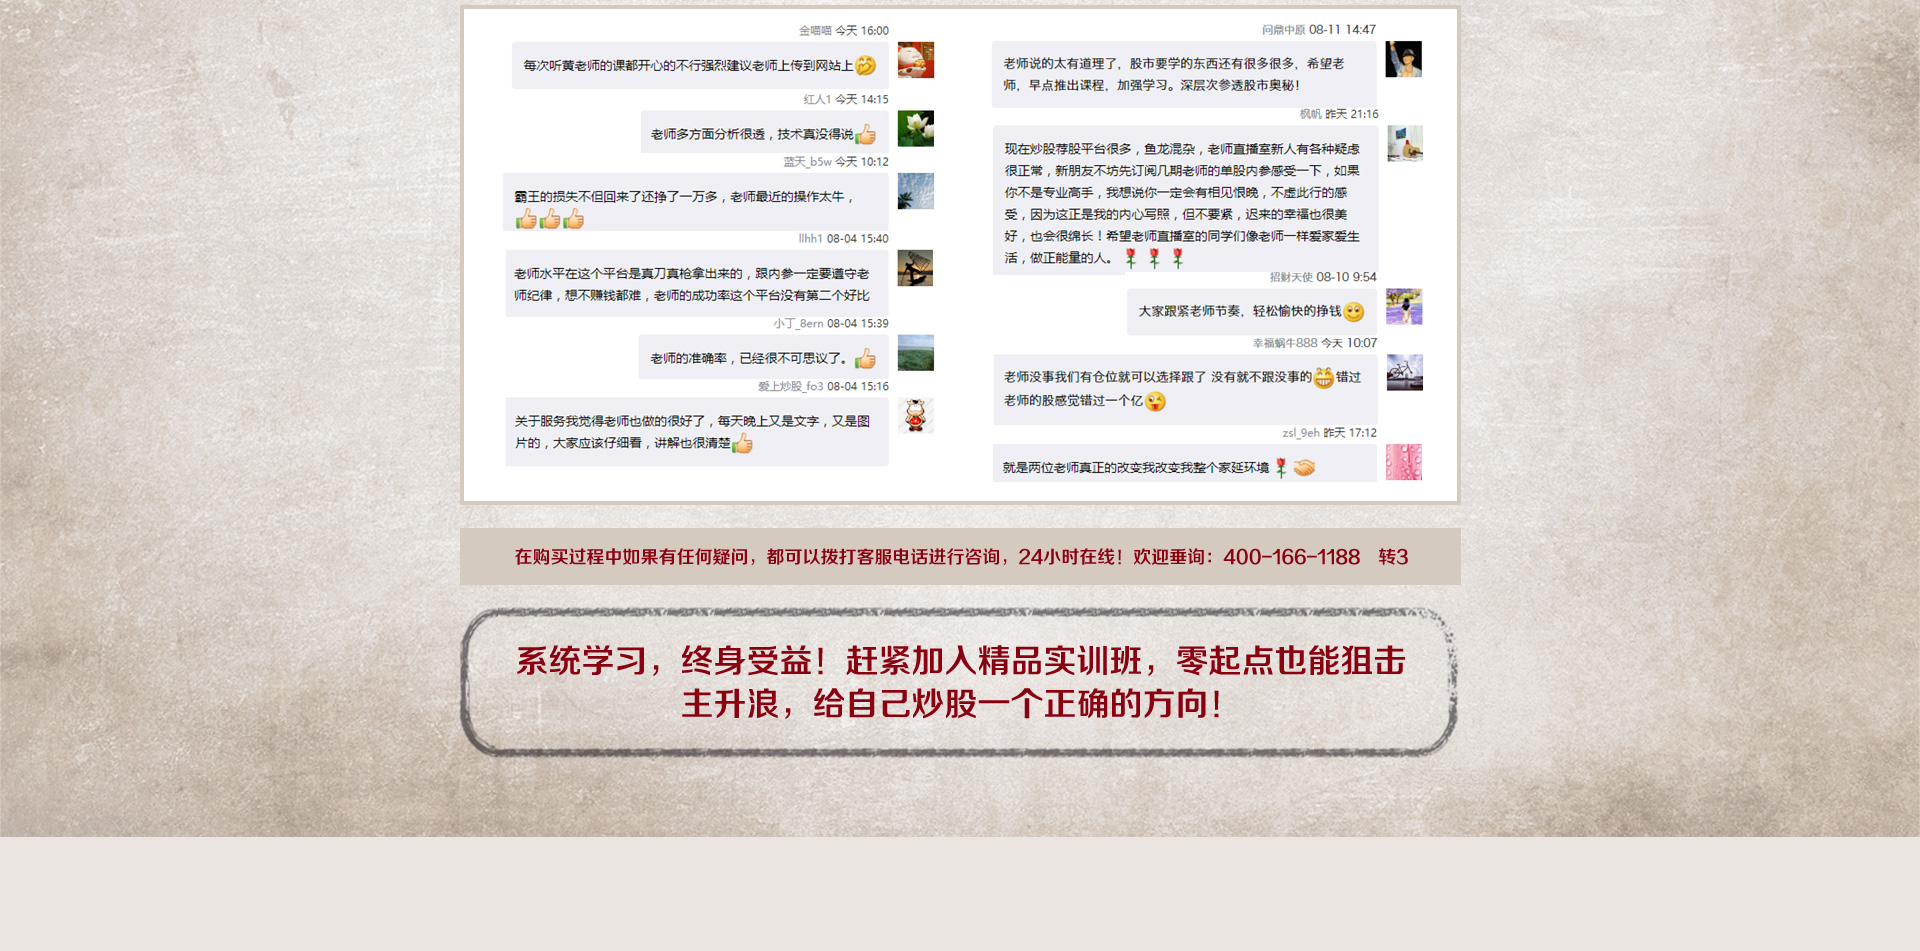 金喵喵 今天 16:00
每次听黄老师的课都开心的不行强烈建议老师上传到网站上
红人1 今天 14:15
老师多方面分析很透，技术真没得说
蓝天_b5w 今天 10:12
霸王的损失不但回来了还挣了一万多，老师最近的操作太牛，
llhh1 08-04 15:40
老师水平在这个平台是真刀真枪拿出来的，跟内参一定要遵守老
师纪律，想不赚钱都难，老师的成功率这个平台没有第二个好比
小丁_8ern 08-04 15:39
老师的准确率，已经很不可思议了。
爱上炒股_fo3 08-04 15:16
关于服务我觉得老师也做的很好了，每天晚上又是文字，又是图
片的，大家应该仔细看，讲解也很清楚
问鼎中原 08-11 14:47
老师说的太有道理了，股市要学的东西还有很多很多，希望老
师，早点推出课程，加强学习。深层次参透股市奥秘！
枫帆 昨天 21:16
现在炒股荐股平台很多，鱼龙混杂，老师直播室新人有各种疑虑
很正常，新朋友不坊先订阅几期老师的单股内参感受一下，如果
你不是专业高手，我想说你一定会有相见恨晚，不虚此行的感
受，因为这正是我的内心写照，但不要紧，迟来的幸福也很美
好，也会很绵长！希望老师直播室的同学们像老师一样爱家爱生
活，做正能量的人。
招财天使 08-10 9:54
大家跟紧老师节奏，轻松愉快的挣钱
幸福蜗牛888 今天 10:07
老师没事我们有仓位就可以选择跟了 没有就不跟没事的错过
老师的股感觉错过一个亿
zsl_9eh 昨天 17:12
就是两位老师真正的改变我改变我整个家延环境
在购买过程中如果有任何疑问，都可以拨打客服电话进行咨询，24小时在线！欢迎垂询：400-166-1188 转3
系统学习，终身受益！赶紧加入精品实训班，零起点也能狙击
主升浪，给自己炒股一个正确的方向！